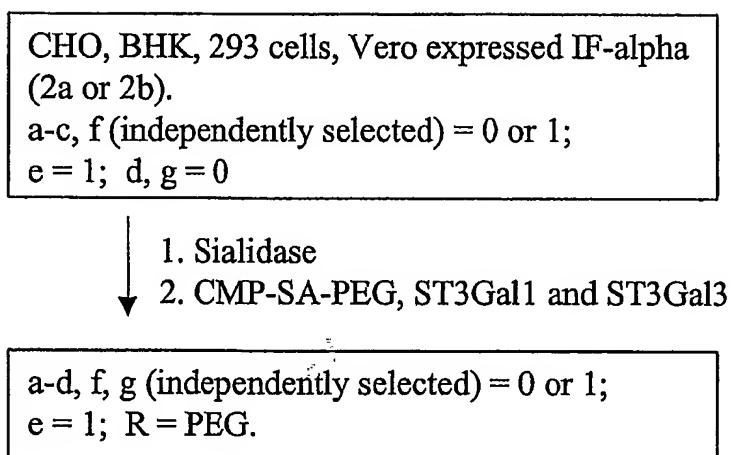 CHO, BHK, 293 cells, Vero expressed IF-alpha
(2a or 2b).
a-c, f (independently selected) = 0 or 1;
e = 1; d, g = 0
1. Sialidase
2. CMP-SA-PEG, ST3Gal1 and ST3Gal3
a-d, f, g (independently selected) = 0 or 1;
e = 1; R = PEG.